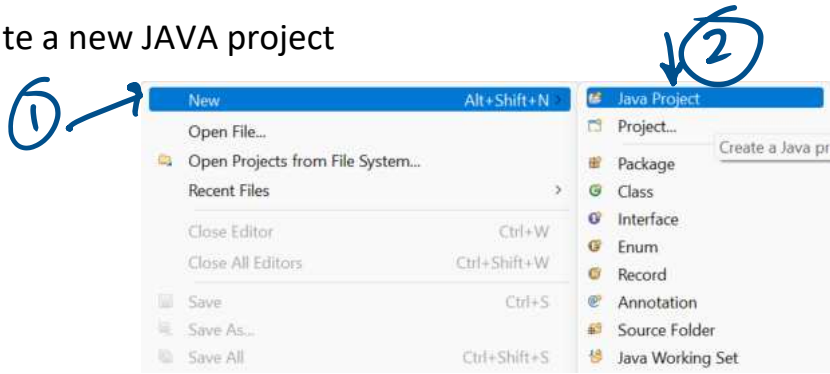 te a new JAVA project
2
1
New Alt+Shift+N
Open File...
Open Projects from File System...
Recent Files
Close Editor Ctrl+W
Close All Editors Ctrl+Shift+W
Save Ctrl+S
Save As...
Save All Ctrl+Shift+S
Java Project
Project...
Create a Java pr
Package
Class
Interface
Enum
Record
Annotation
Source Folder
Java Working Set